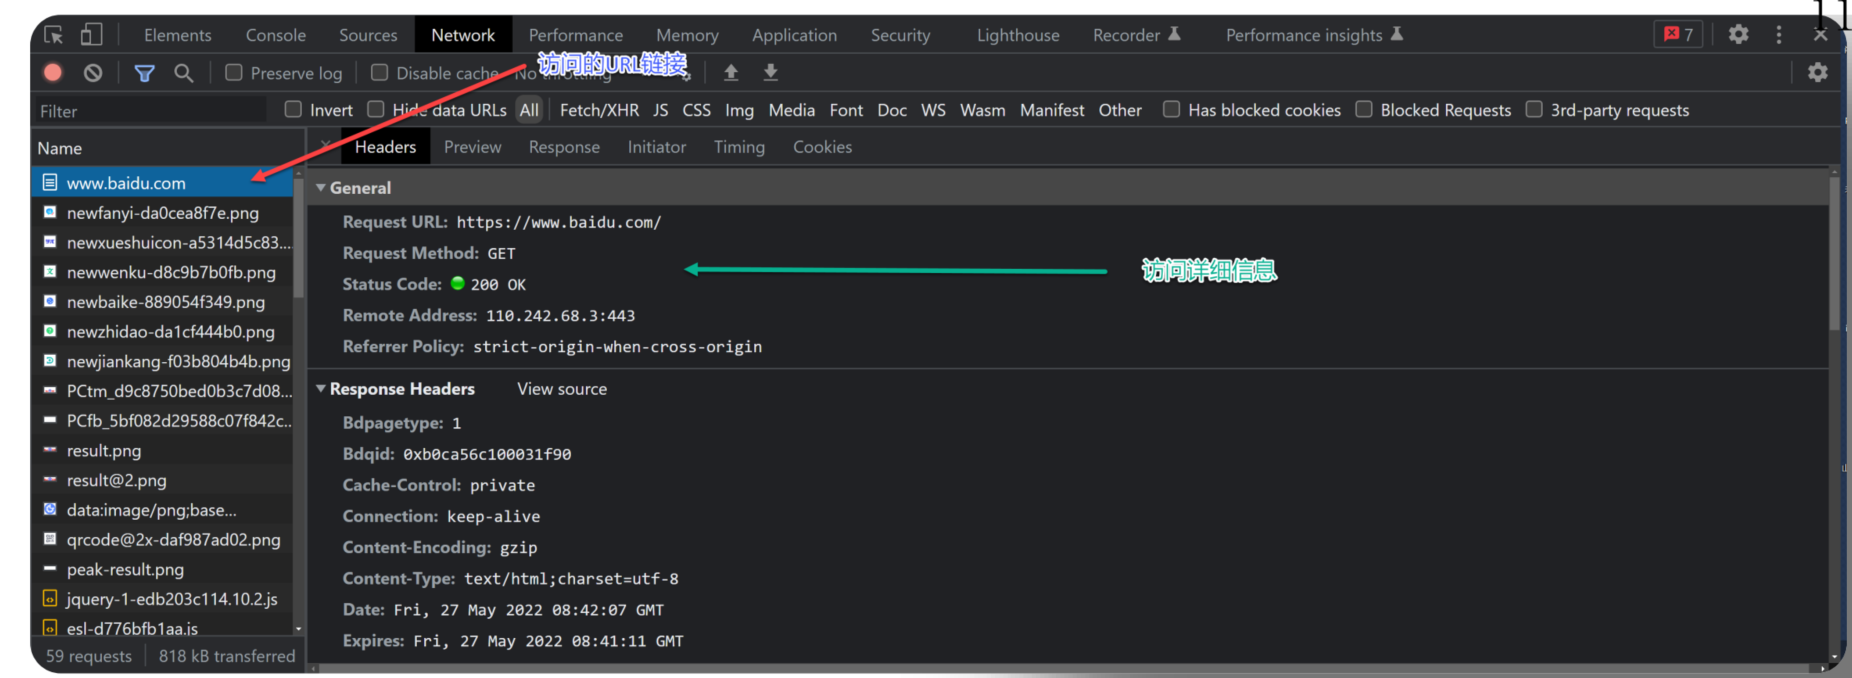 11
Elements Console Sources Network Performance Memory Application Security Lighthouse Recorder Performance insights 7
Preserve log Disable cache No throttling
访问的URL链接
Filter Invert Hide data URLs All Fetch/XHR JS CSS Img Media Font Doc WS Wasm Manifest Other Has blocked cookies Blocked Requests 3rd-party requests
Name
www.baidu.com
newfanyi-da0cea8f7e.png
newxueshuicon-a5314d5c83....
newwenku-d8c9b7b0fb.png
newbaike-889054f349.png
newzhidao-da1cf444b0.png
newjiankang-f03b804b4b.png
PCtm_d9c8750bed0b3c7d08...
PCfb_5bf082d29588c07f842c...
result.png
result@2.png
data:image/png;base...
qrcode@2x-daf987ad02.png
peak-result.png
jquery-1-edb203c114.10.2.js
esl-d776bfb1aa.js
59 requests 818 kB transferred
Headers Preview Response Initiator Timing Cookies
General
Request URL: https://www.baidu.com/
Request Method: GET
Status Code: 200 OK
Remote Address: 110.242.68.3:443
Referrer Policy: strict-origin-when-cross-origin
访问详细信息
Response Headers View source
Bdpagetype: 1
Bdqid: 0xb0ca56c100031f90
Cache-Control: private
Connection: keep-alive
Content-Encoding: gzip
Content-Type: text/html;charset=utf-8
Date: Fri, 27 May 2022 08:42:07 GMT
Expires: Fri, 27 May 2022 08:41:11 GMT